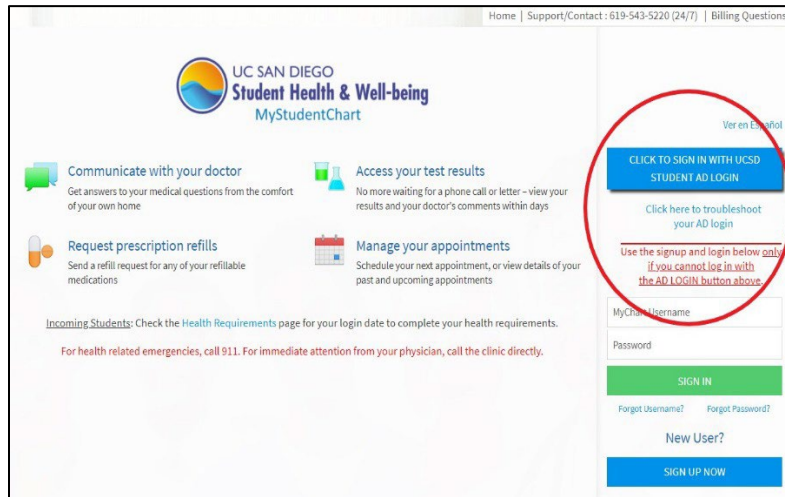 Home | Support/Contact : 619-543-5220 (24/7) | Billing Questions
UC SAN DIEGO
Student Health & Well-being
MyStudentChart
Communicate with your doctor
Get answers to your medical questions from the comfort
of your own home
Access your test results
No more waiting for a phone call or letter – view your
results and your doctor's comments within days
Request prescription refills
Send a refill request for any of your refillable
medications
Manage your appointments
Schedule your next appointment, or view details of your
past and upcoming appointments
Incoming Students: Check the Health Requirements page for your login date to complete your health requirements.
For health related emergencies, call 911. For immediate attention from your physician, call the clinic directly.
Ver en Español
CLICK TO SIGN IN WITH UCSD
STUDENT AD LOGIN
Click here to troubleshoot
your AD login
Use the signup and login below only
if you cannot log in with
the AD LOGIN button above.
MyChart Username
Password
SIGN IN
Forgot Username? Forgot Password?
New User?
SIGN UP NOW